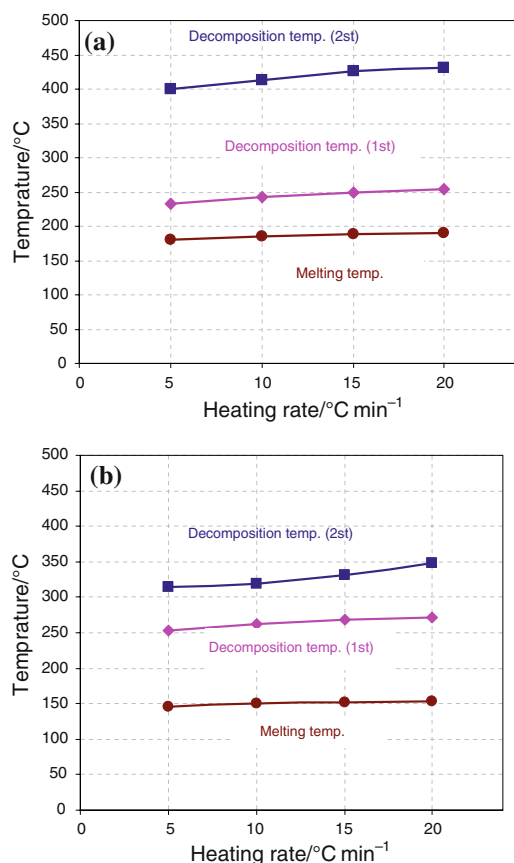 (a)
Decomposition temp. (2st)
Decomposition temp. (1st)
Melting temp.
Temprature/°C
500
450
400
350
300
250
200
150
100
50
0
0 5 10 15 20
Heating rate/°C min⁻¹
(b)
Decomposition temp. (2st)
Decomposition temp. (1st)
Melting temp.
Temprature/°C
500
450
400
350
300
250
200
150
100
50
0
0 5 10 15 20
Heating rate/°C min⁻¹